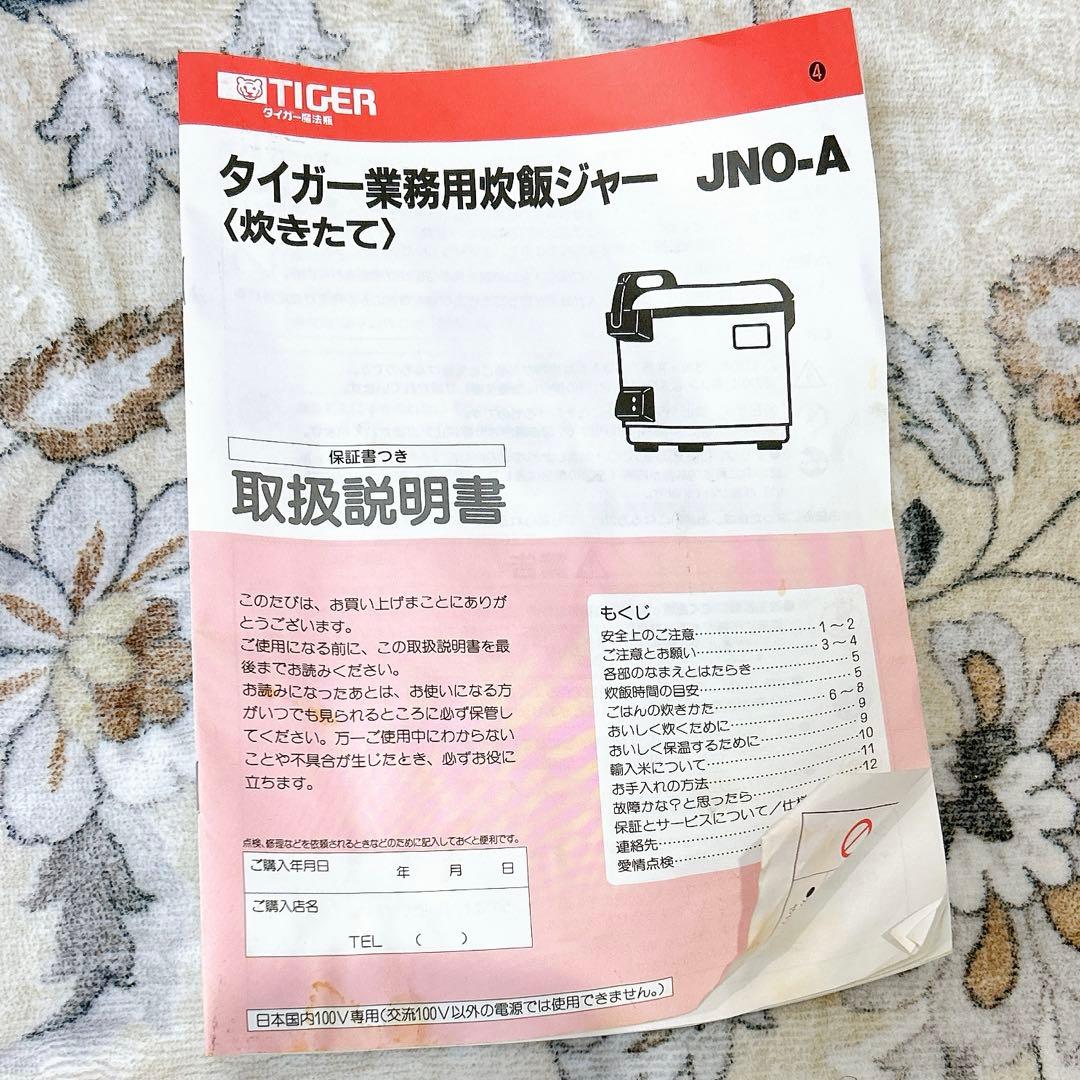 TIGER
タイガー魔法瓶
4
タイガー業務用炊飯ジャー JNO-A
〈炊きたて〉
保証書つき
取扱説明書
このたびは、お買い上げまことにありが
とうございます。
ご使用になる前に、この取扱説明書を最
後までお読みください。
お読みになったあとは、お使いになる方
がいつでも見られるところに必ず保管し
てください。万一ご使用中にわからない
ことや不具合が生じたとき、必ずお役に
立ちます。
もくじ
安全上のご注意……………………1～2
ご注意とお願い……………………3～4
各部のなまえとはたらき……………5
炊飯時間の目安………………………5
ごはんの炊きかた…………………6～8
おいしく炊くために…………………9
おいしく保温するために……………9
輸入米について………………………10
お手入れの方法………………………11
故障かな？と思ったら………………12
保証とサービスについて／仕様
連絡先…………
愛情点検…………
点検、修理などを依頼されるときなどのために記入しておくと便利です。
ご購入年月日 年 月 日
ご購入店名
TEL ( )
日本国内100V専用(交流100V以外の電源では使用できません。)